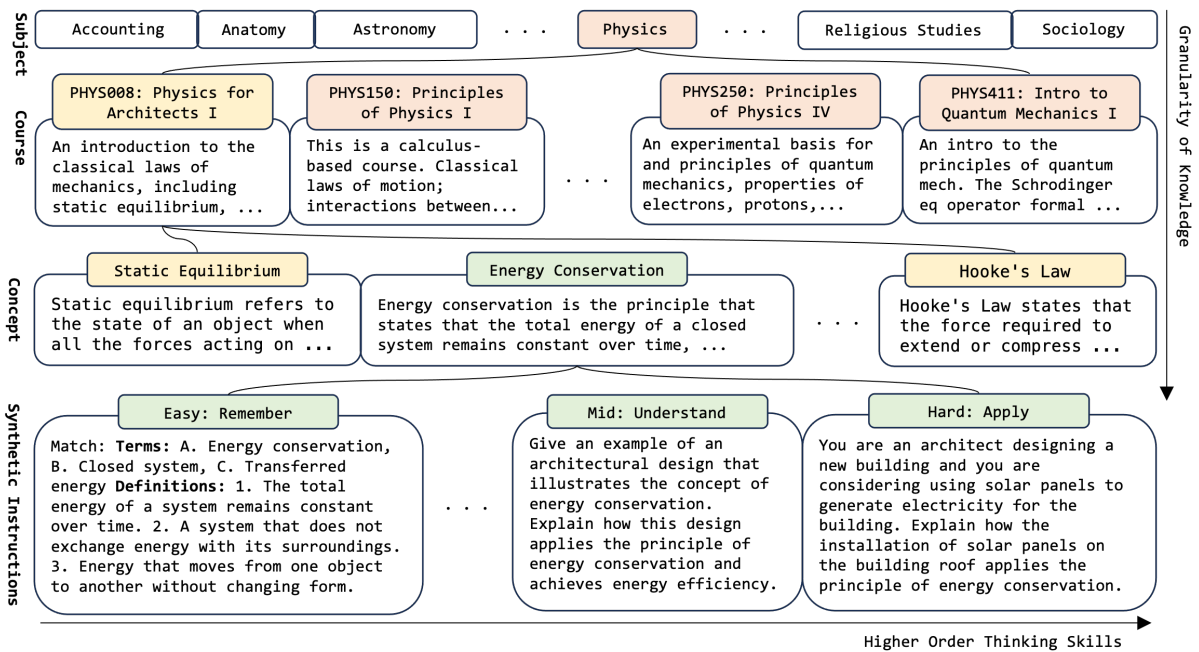 Subject
Accounting
Anatomy
Astronomy
. . .
Physics
. . .
Religious Studies
Sociology
Granularity of Knowledge
Course
PHYS008: Physics for
Architects I
An introduction to the
classical laws of
mechanics, including
static equilibrium, ...
PHYS150: Principles
of Physics I
This is a calculus-
based course. Classical
laws of motion;
interactions between...
. . .
PHYS250: Principles
of Physics IV
An experimental basis for
and principles of quantum
mechanics, properties of
electrons, protons,...
PHYS411: Intro to
Quantum Mechanics I
An intro to the
principles of quantum
mech. The Schrodinger
eq operator formal ...
Concept
Static Equilibrium
Static equilibrium refers to
the state of an object when
all the forces acting on ...
Energy Conservation
Energy conservation is the principle that
states that the total energy of a closed
system remains constant over time, ...
. . .
Hooke's Law
Hooke's Law states that
the force required to
extend or compress ...
Synthetic Instructions
Easy: Remember
Match: Terms: A. Energy conservation,
B. Closed system, C. Transferred
energy Definitions: 1. The total
energy of a system remains constant
over time. 2. A system that does not
exchange energy with its surroundings.
3. Energy that moves from one object
to another without changing form.
. . .
Mid: Understand
Give an example of an
architectural design that
illustrates the concept of
energy conservation.
Explain how this design
applies the principle of
energy conservation and
achieves energy efficiency.
Hard: Apply
You are an architect designing a
new building and you are
considering using solar panels to
generate electricity for the
building. Explain how the
installation of solar panels on
the building roof applies the
principle of energy conservation.
Higher Order Thinking Skills